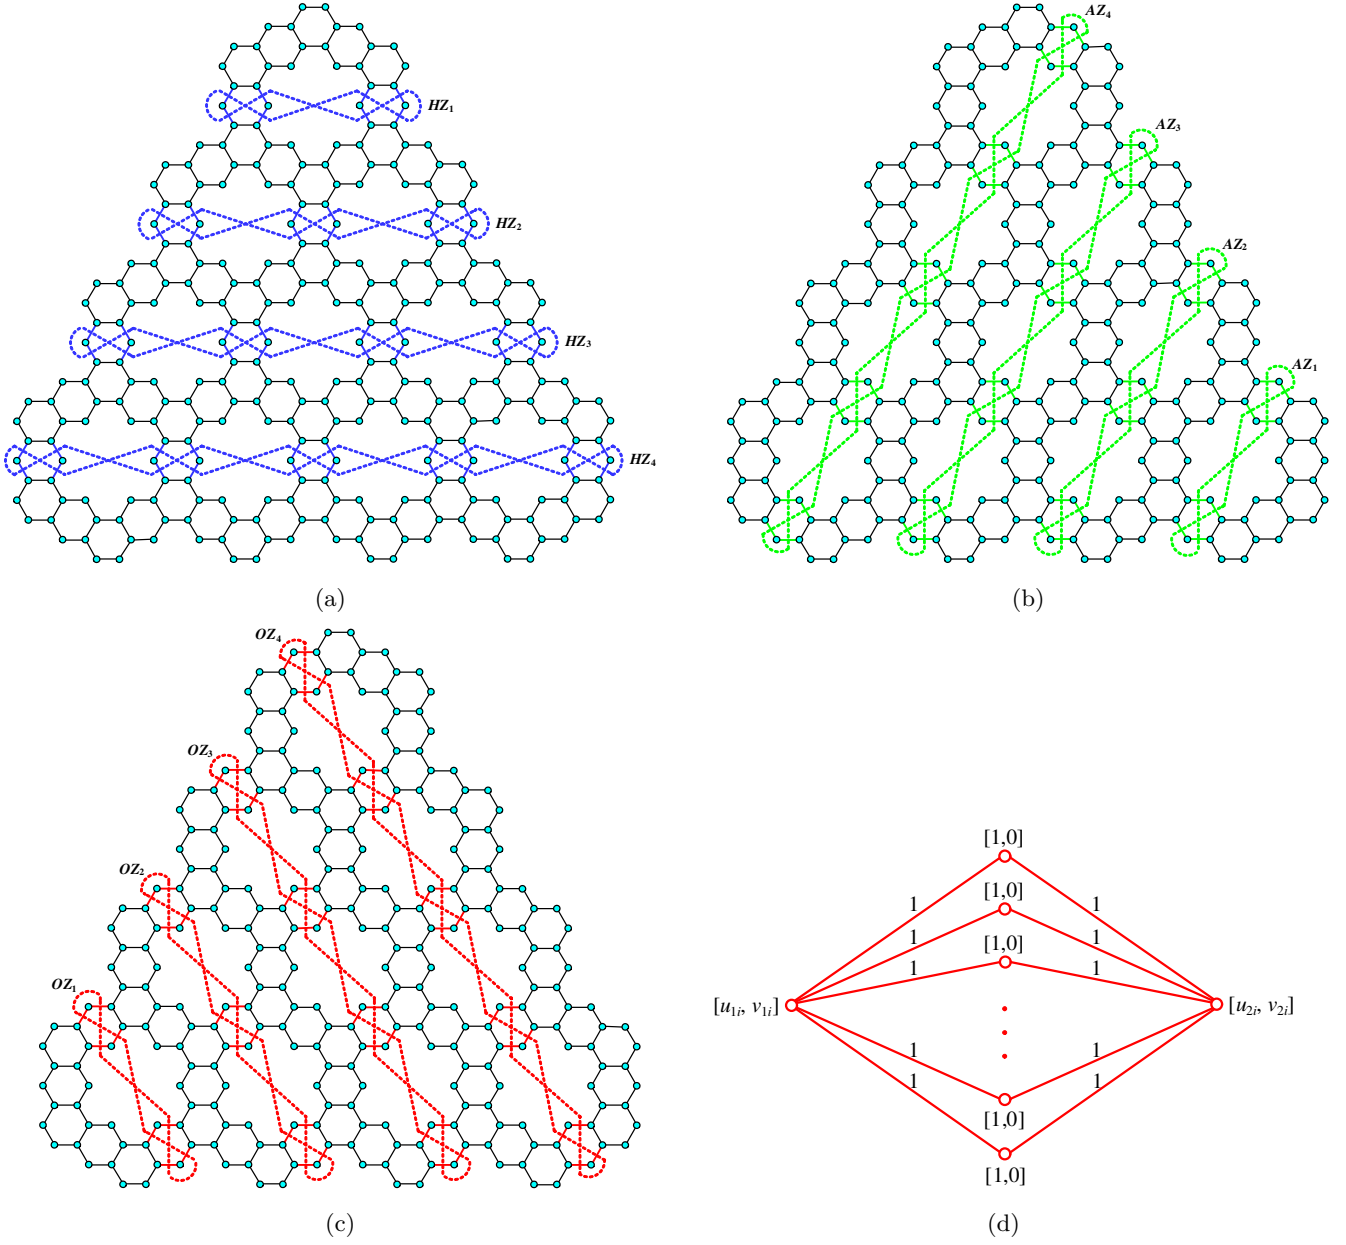 HZ₁
HZ₂
HZ₃
HZ₄
(a)
AZ₄
AZ₃
AZ₂
AZ₁
(b)
OZ₄
OZ₃
OZ₂
OZ₁
(c)
[1,0]
[1,0]
1 1
[1,0]
1 1
1 1
[u₁ᵢ, v₁ᵢ] [u₂ᵢ, v₂ᵢ]
1 1
1 1
[1,0]
[1,0]
(d)